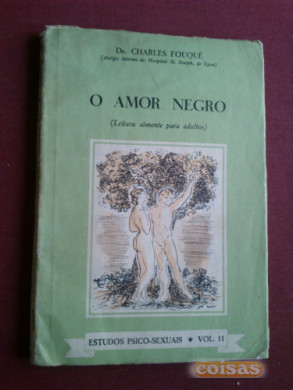 Dr. CHARLES FOUQUÉ
(Antigo interno do Hospital St. Joseph, de Lyon)
O AMOR NEGRO
(Leitura sòmente para adultos)
ESTUDOS PSICO-SEXUAIS • VOL. 11
coisas